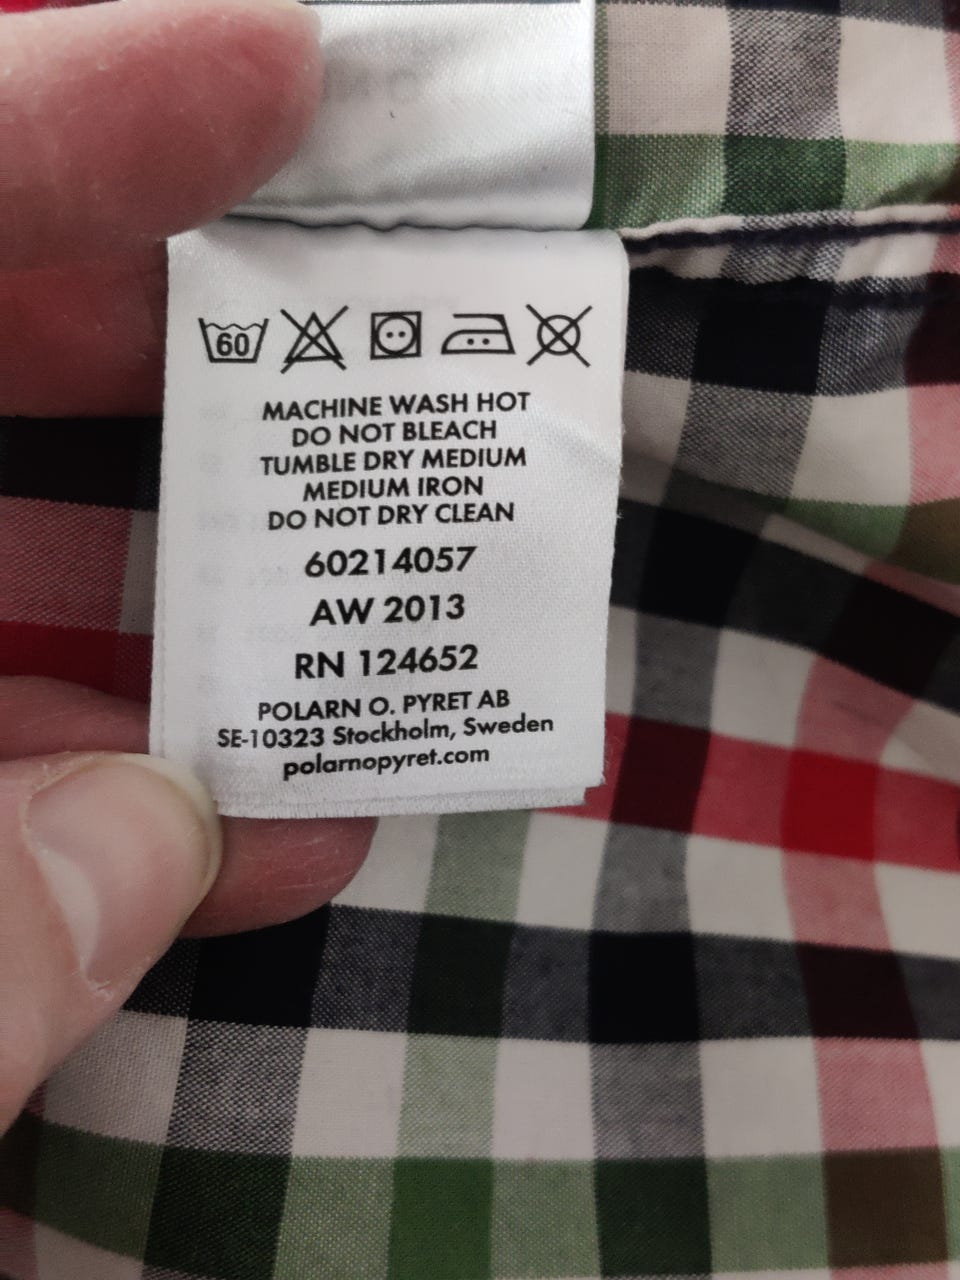 60
MACHINE WASH HOT
DO NOT BLEACH
TUMBLE DRY MEDIUM
MEDIUM IRON
DO NOT DRY CLEAN
60214057
AW 2013
RN 124652
POLARN O. PYRET AB
SE-10323 Stockholm, Sweden
polarnopyret.com